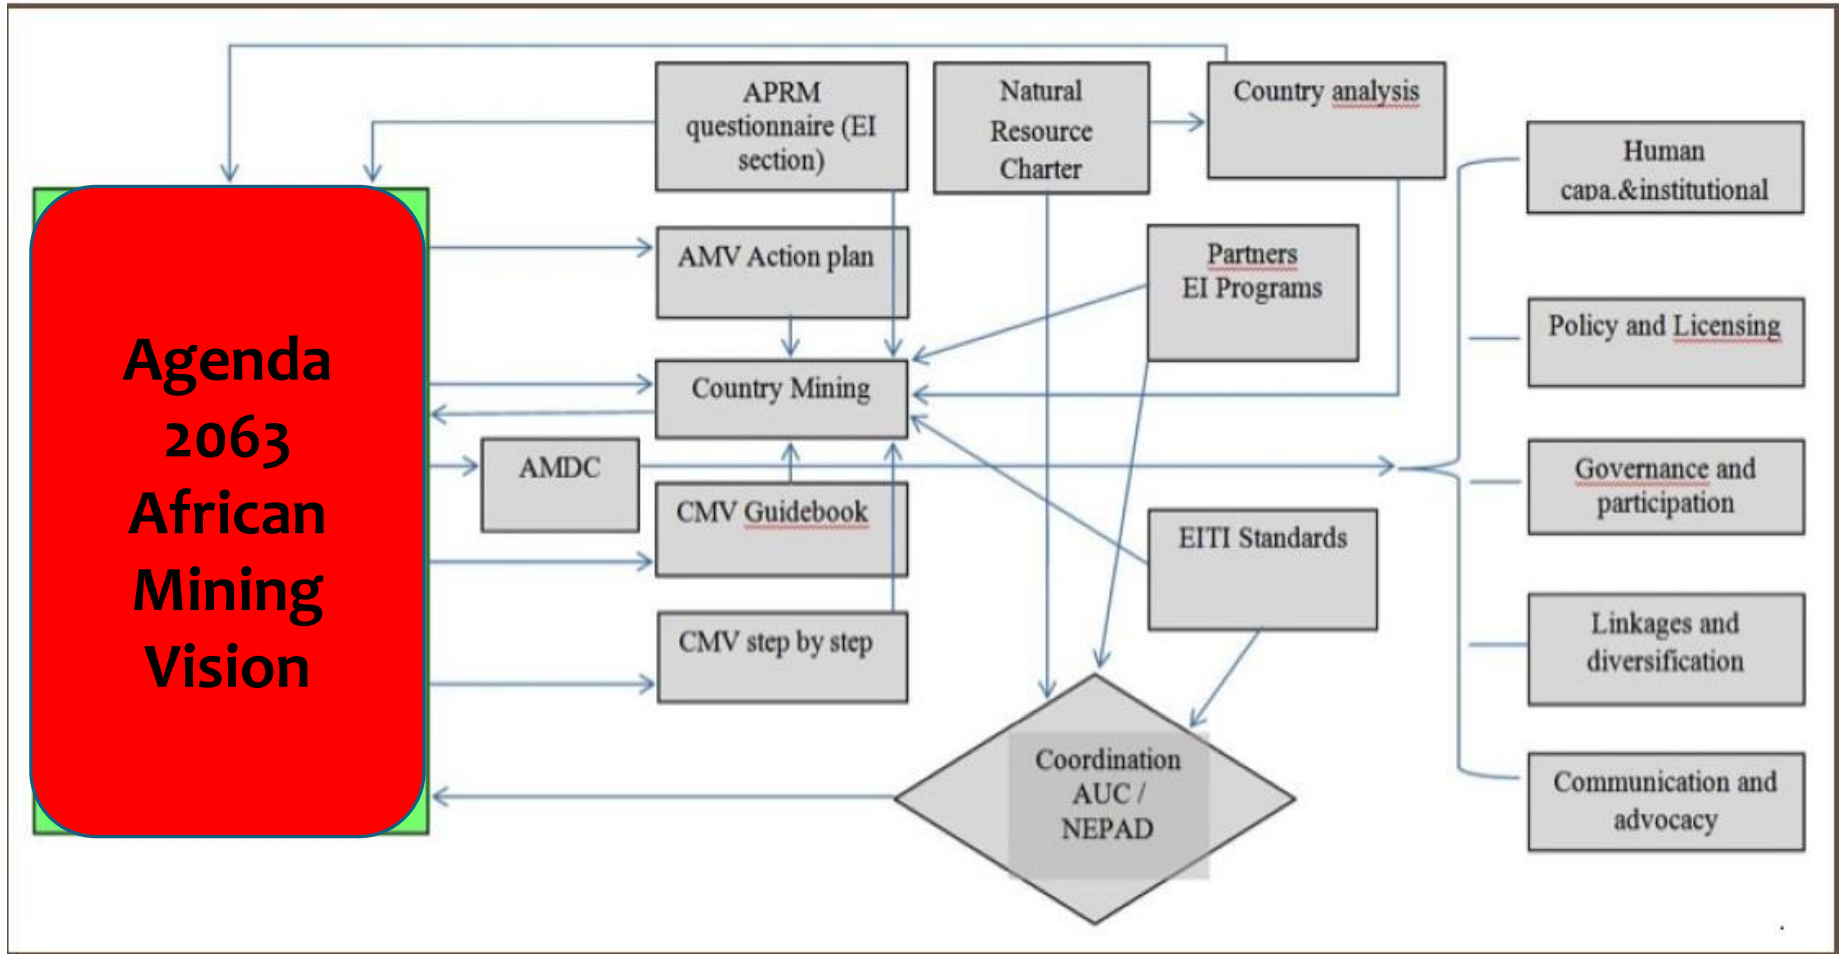 Agenda
2063
African
Mining
Vision
APRM
questionnaire (EI
section)
AMV Action plan
Country Mining
AMDC
CMV Guidebook
CMV step by step
Natural
Resource
Charter
Country analysis
Partners
EI Programs
EITI Standards
Coordination
AUC /
NEPAD
Human
capa.&institutional
Policy and Licensing
Governance and
participation
Linkages and
diversification
Communication and
advocacy
.